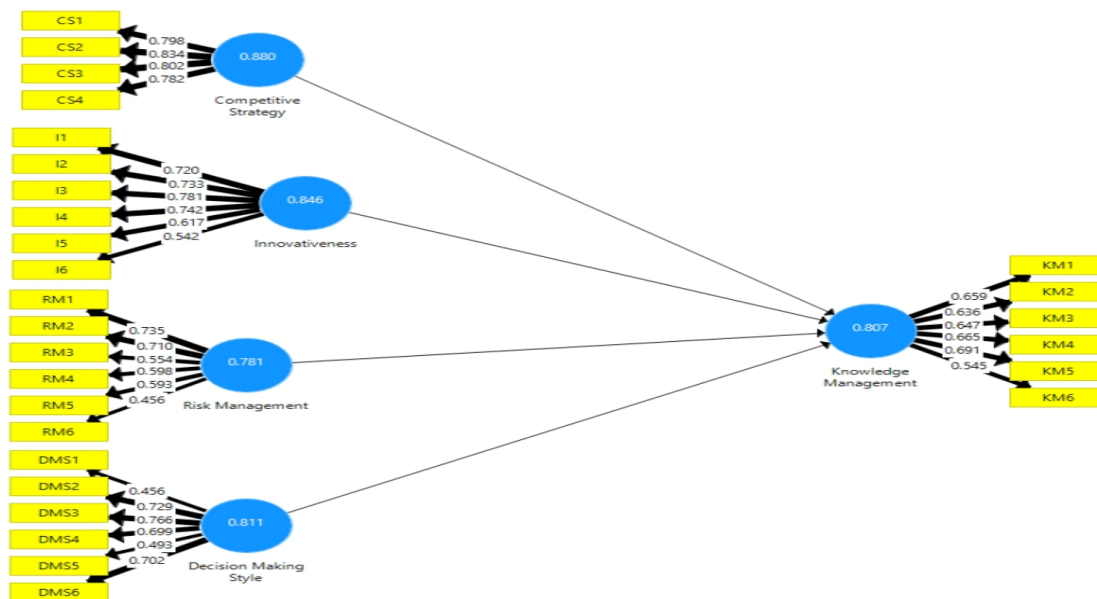 CS1
CS2
CS3
CS4
0.798
0.834
0.802
0.782
0.880
Competitive
Strategy
I1
I2
I3
I4
I5
I6
0.720
0.733
0.781
0.742
0.617
0.542
0.846
Innovativeness
RM1
RM2
RM3
RM4
RM5
RM6
0.735
0.710
0.554
0.598
0.593
0.456
0.781
Risk Management
DMS1
DMS2
DMS3
DMS4
DMS5
DMS6
0.456
0.729
0.766
0.699
0.493
0.702
0.811
Decision Making
Style
0.807
Knowledge
Management
0.659
0.636
0.647
0.665
0.691
0.545
KM1
KM2
KM3
KM4
KM5
KM6